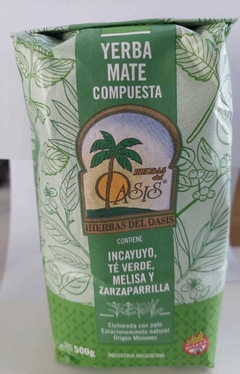 YERBA
MATE
COMPUESTA
MEZCLAS
del
OASIS
HIERBAS DEL OASIS
CONTIENE
INCAYUYO,
TÉ VERDE,
MELISA Y
ZARZAPARRILLA
Elaborada con palo
Estacionamiento natural
Origen Misiones
500g
INDUSTRIA ARGENTINA